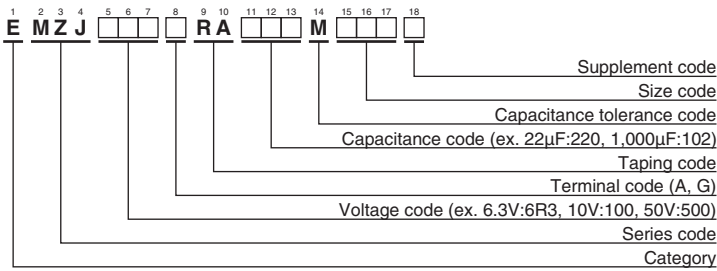 1 2 3 4 5 6 7 8 9 10 11 12 13 14 15 16 17 18
E MZJ □□□ □ RA □□□ M □□□ □
Supplement code
Size code
Capacitance tolerance code
Capacitance code (ex. 22μF:220, 1,000μF:102)
Taping code
Terminal code (A, G)
Voltage code (ex. 6.3V:6R3, 10V:100, 50V:500)
Series code
Category